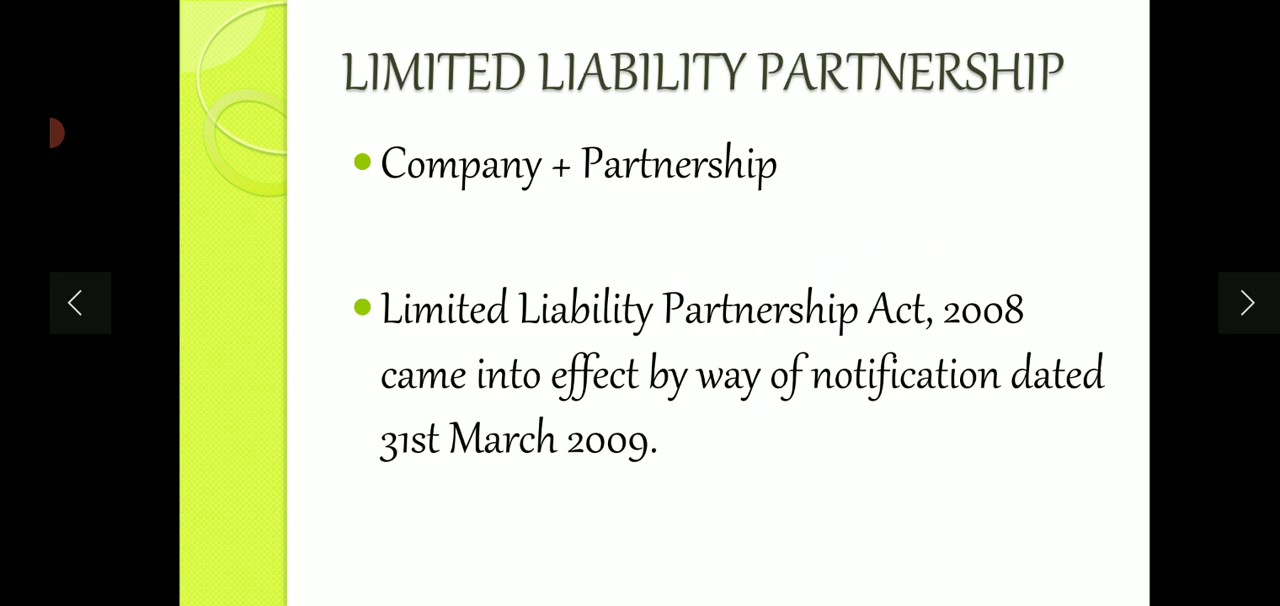 LIMITED LIABILITY PARTNERSHIP
Company + Partnership
Limited Liability Partnership Act, 2008
came into effect by way of notification dated
31st March 2009.